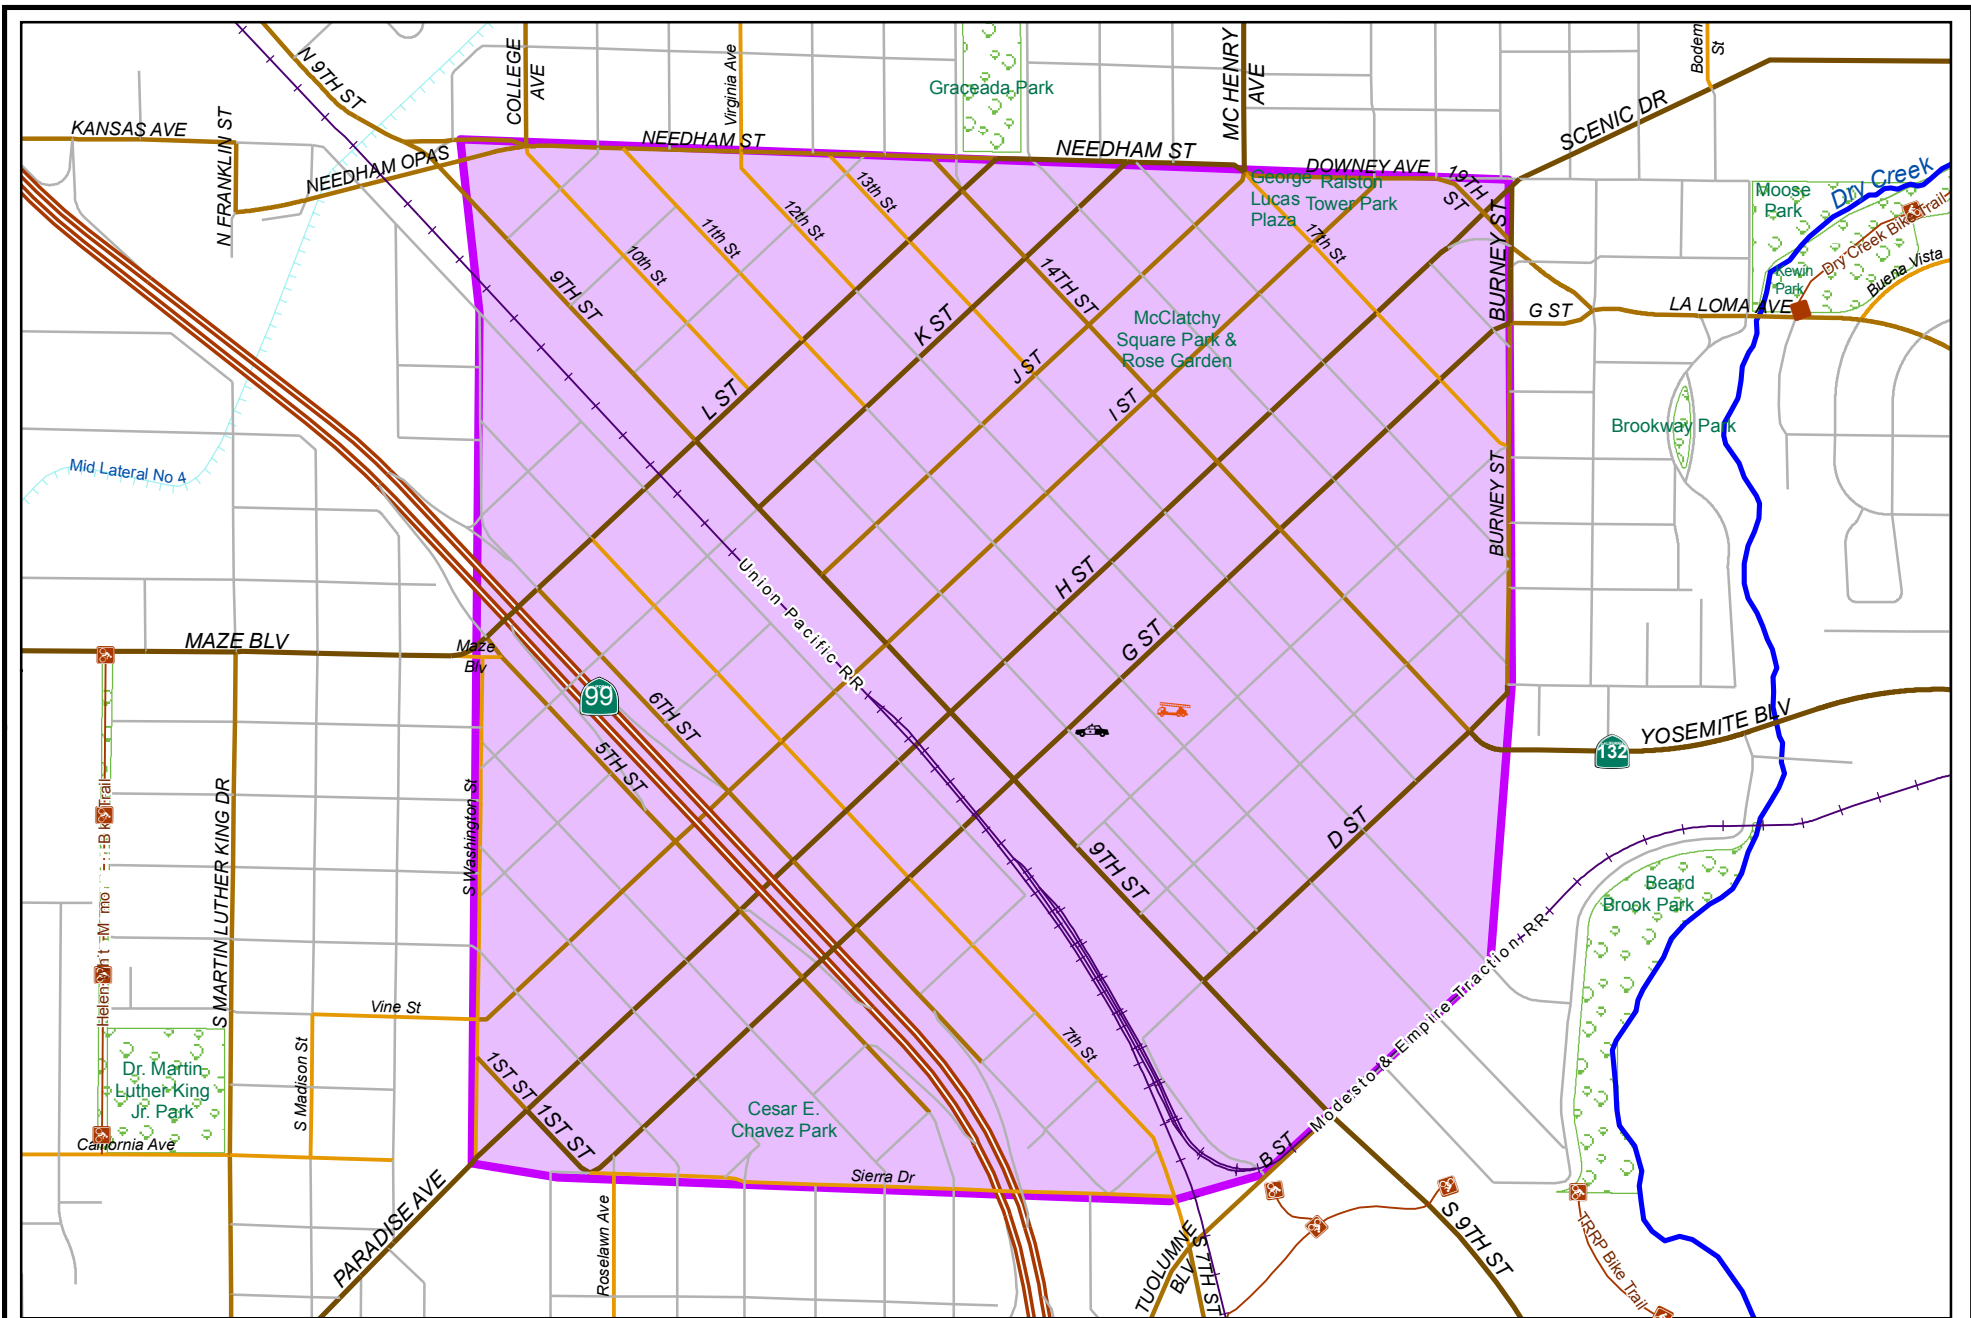 N 9TH ST
COLLEGE
AVE
Virginia Ave
Graceada Park
MC HENRY
AVE
Bodem
St
SCENIC DR
KANSAS AVE
N FRANKLIN ST
NEEDHAM OPAS
NEEDHAM ST
NEEDHAM ST
DOWNEY AVE
19TH
ST
George
Lucas
Plaza
Ralston
Tower Park
Moose
Park
Dry Creek
Dry Creek Bike Trail
Kewin
Park
Buena Vista
13th St
12th St
11th St
10th St
9TH ST
14TH ST
17th St
BURNEY ST
G ST
LA LOMA AVE
McClatchy
Square Park &
Rose Garden
K ST
J ST
L ST
I ST
Brookway Park
Mid Lateral No 4
BURNEY ST
Union Pacific RR
H ST
G ST
MAZE BLV
Maze
Blv
99
6TH ST
5TH ST
YOSEMITE BLV
132
S Washington St
S MARTIN LUTHER KING DR
D ST
9TH ST
Beard
Brook Park
Modesto & Empire Traction RR
Vine St
S Madison St
7th St
1ST ST
1ST ST
Dr. Martin
Luther King
Jr. Park
Cesar E.
Chavez Park
California Ave
B ST
Sierra Dr
PARADISE AVE
Roselawn Ave
TUOLUMNE
BLV
S 7TH ST
S 9TH ST
TRRP Bike Trail